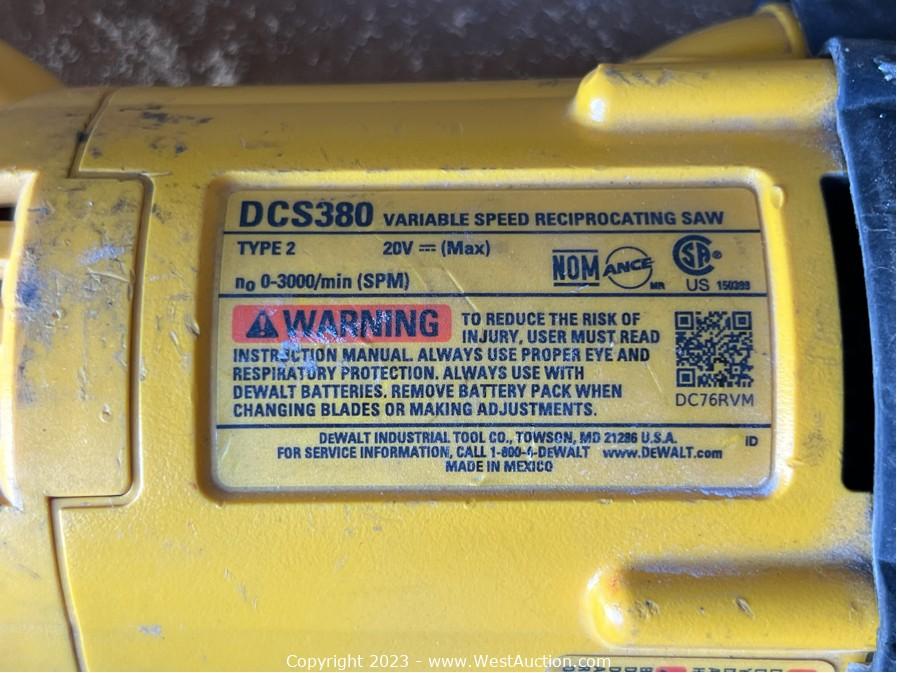 DCS380 VARIABLE SPEED RECIPROCATING SAW
TYPE 2 20V ⎓ (Max)
n₀ 0-3000/min (SPM)
NOM ANCE MR
SA ® US 150399
⚠ WARNING TO REDUCE THE RISK OF
INJURY, USER MUST READ
INSTRUCTION MANUAL. ALWAYS USE PROPER EYE AND
RESPIRATORY PROTECTION. ALWAYS USE WITH
DEWALT BATTERIES. REMOVE BATTERY PACK WHEN
CHANGING BLADES OR MAKING ADJUSTMENTS.
DC76RVM
DEWALT INDUSTRIAL TOOL CO., TOWSON, MD 21286 U.S.A. ID
FOR SERVICE INFORMATION, CALL 1-800-4-DEWALT www.DEWALT.com
MADE IN MEXICO
Copyright 2023 - www.WestAuction.com